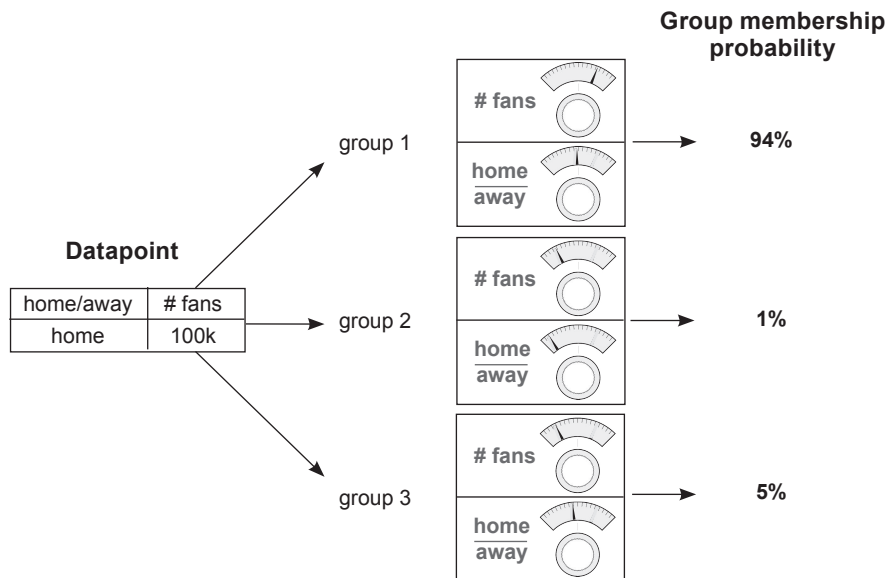 Group membership
probability
# fans
group 1
94%
home
away
Datapoint
home/away # fans
home 100k
# fans
group 2
1%
home
away
# fans
group 3
5%
home
away